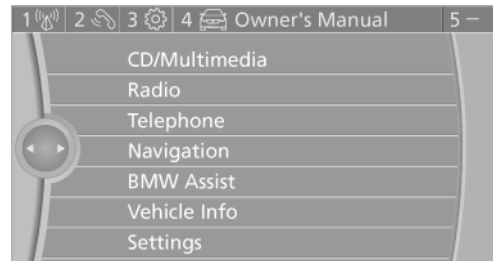 1 2 3 4 Owner's Manual 5 –
CD/Multimedia
Radio
Telephone
Navigation
BMW Assist
Vehicle Info
Settings